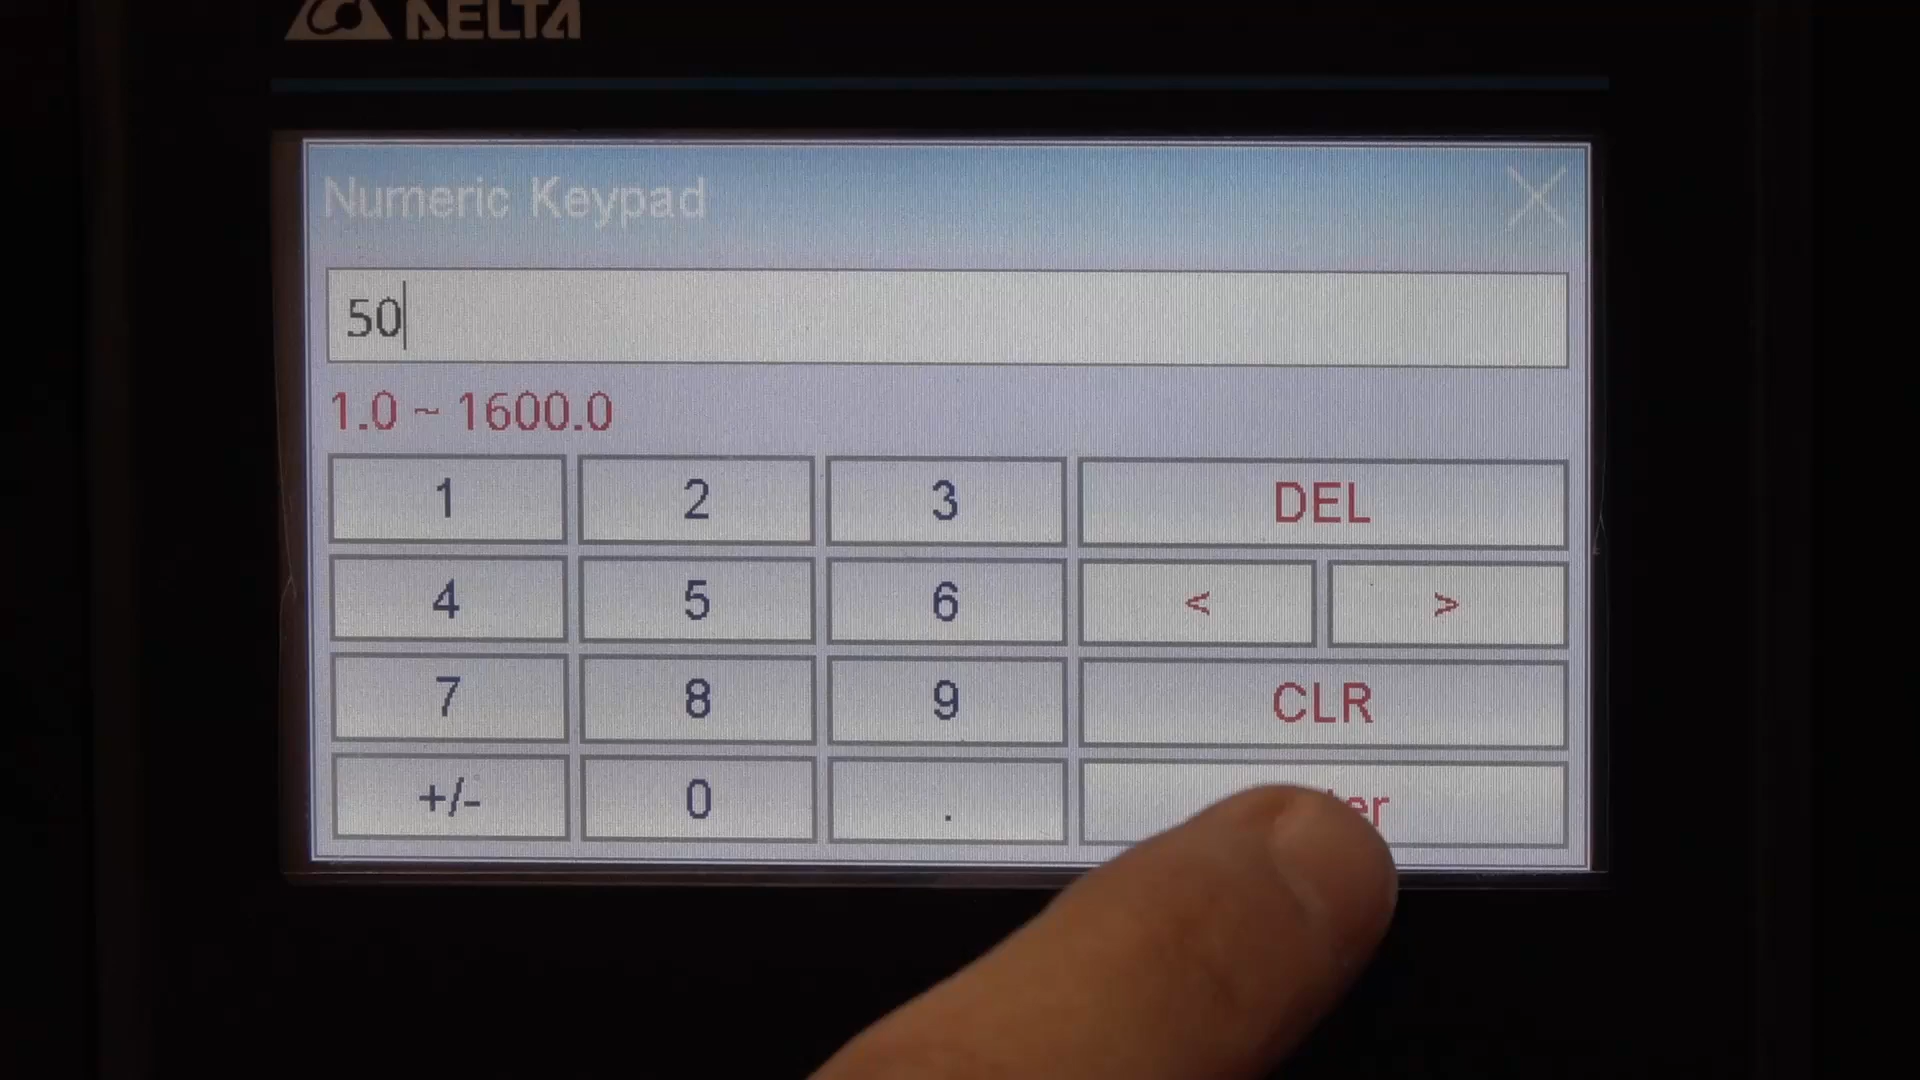 DELTA
Numeric Keypad
50
1.0 ~ 1600.0
1 2 3 DEL
4 5 6 < >
7 8 9 CLR
+/- 0 . ter